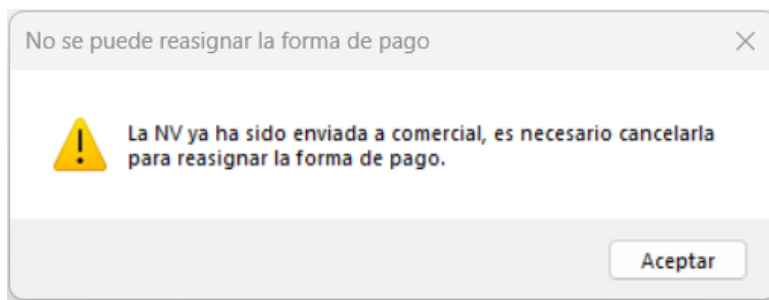 No se puede reasignar la forma de pago
La NV ya ha sido enviada a comercial, es necesario cancelarla
para reasignar la forma de pago.
Aceptar